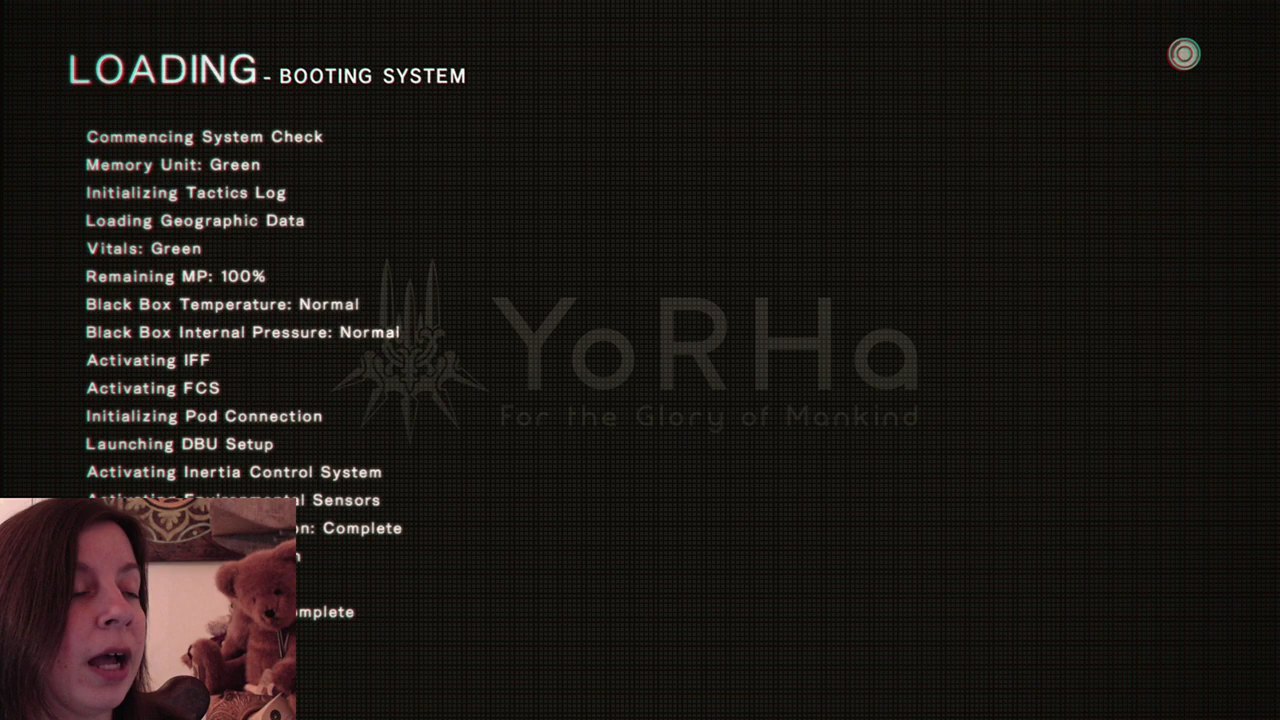 LOADING - BOOTING SYSTEM
Commencing System Check
Memory Unit: Green
Initializing Tactics Log
Loading Geographic Data
Vitals: Green
Remaining MP: 100%
Black Box Temperature: Normal
Black Box Internal Pressure: Normal
Activating IFF
Activating FCS
Initializing Pod Connection
Launching DBU Setup
Activating Inertia Control System
Activating Environmental Sensors
Complete
YoRHa
For the Glory of Mankind